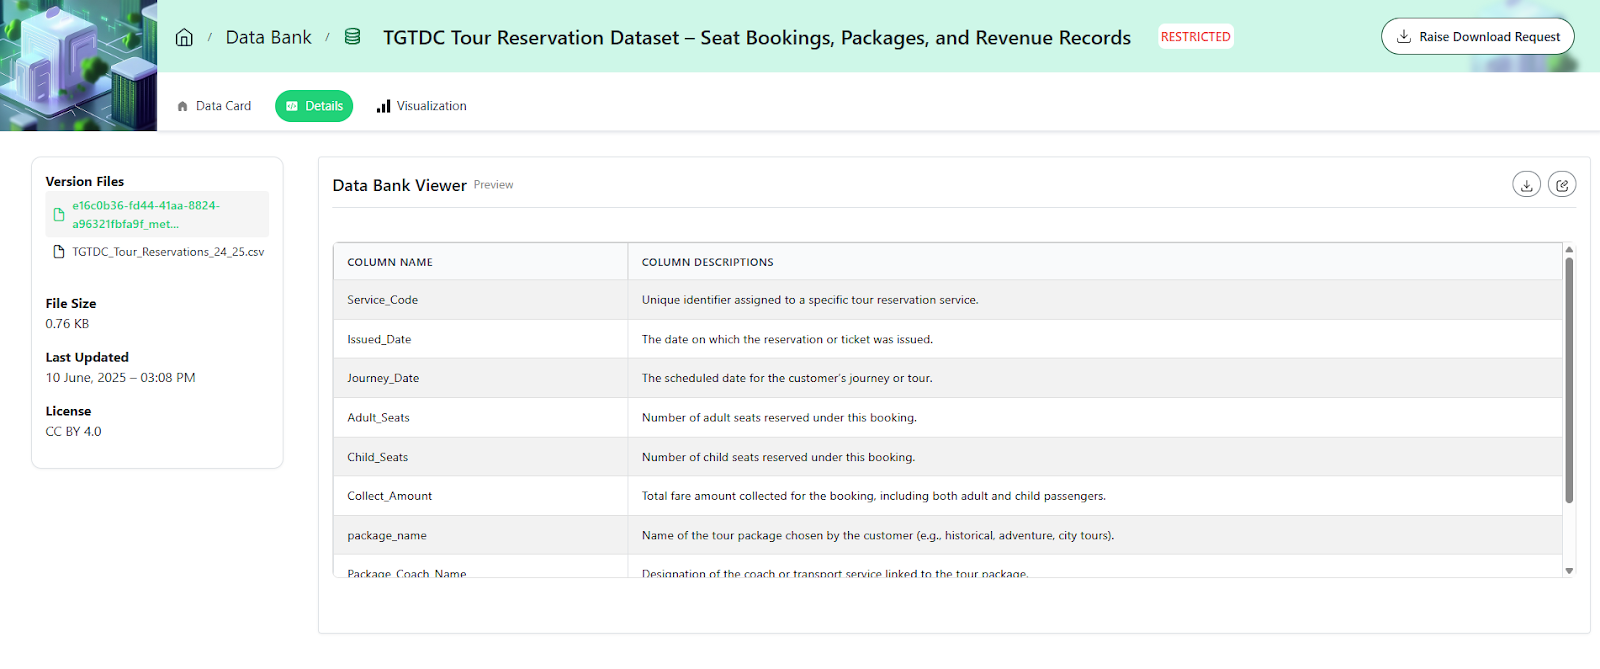 / Data Bank / TGTDC Tour Reservation Dataset – Seat Bookings, Packages, and Revenue Records RESTRICTED Raise Download Request
Data Card Details Visualization
Version Files
e16c0b36-fd44-41aa-8824-
a96321fbfa9f_met...
TGTDC_Tour_Reservations_24_25.csv
File Size
0.76 KB
Last Updated
10 June, 2025 – 03:08 PM
License
CC BY 4.0
Data Bank Viewer Preview
COLUMN NAME COLUMN DESCRIPTIONS
Service_Code Unique identifier assigned to a specific tour reservation service.
Issued_Date The date on which the reservation or ticket was issued.
Journey_Date The scheduled date for the customer's journey or tour.
Adult_Seats Number of adult seats reserved under this booking.
Child_Seats Number of child seats reserved under this booking.
Collect_Amount Total fare amount collected for the booking, including both adult and child passengers.
package_name Name of the tour package chosen by the customer (e.g., historical, adventure, city tours).
Package_Coach_Name Designation of the coach or transport service linked to the tour package.